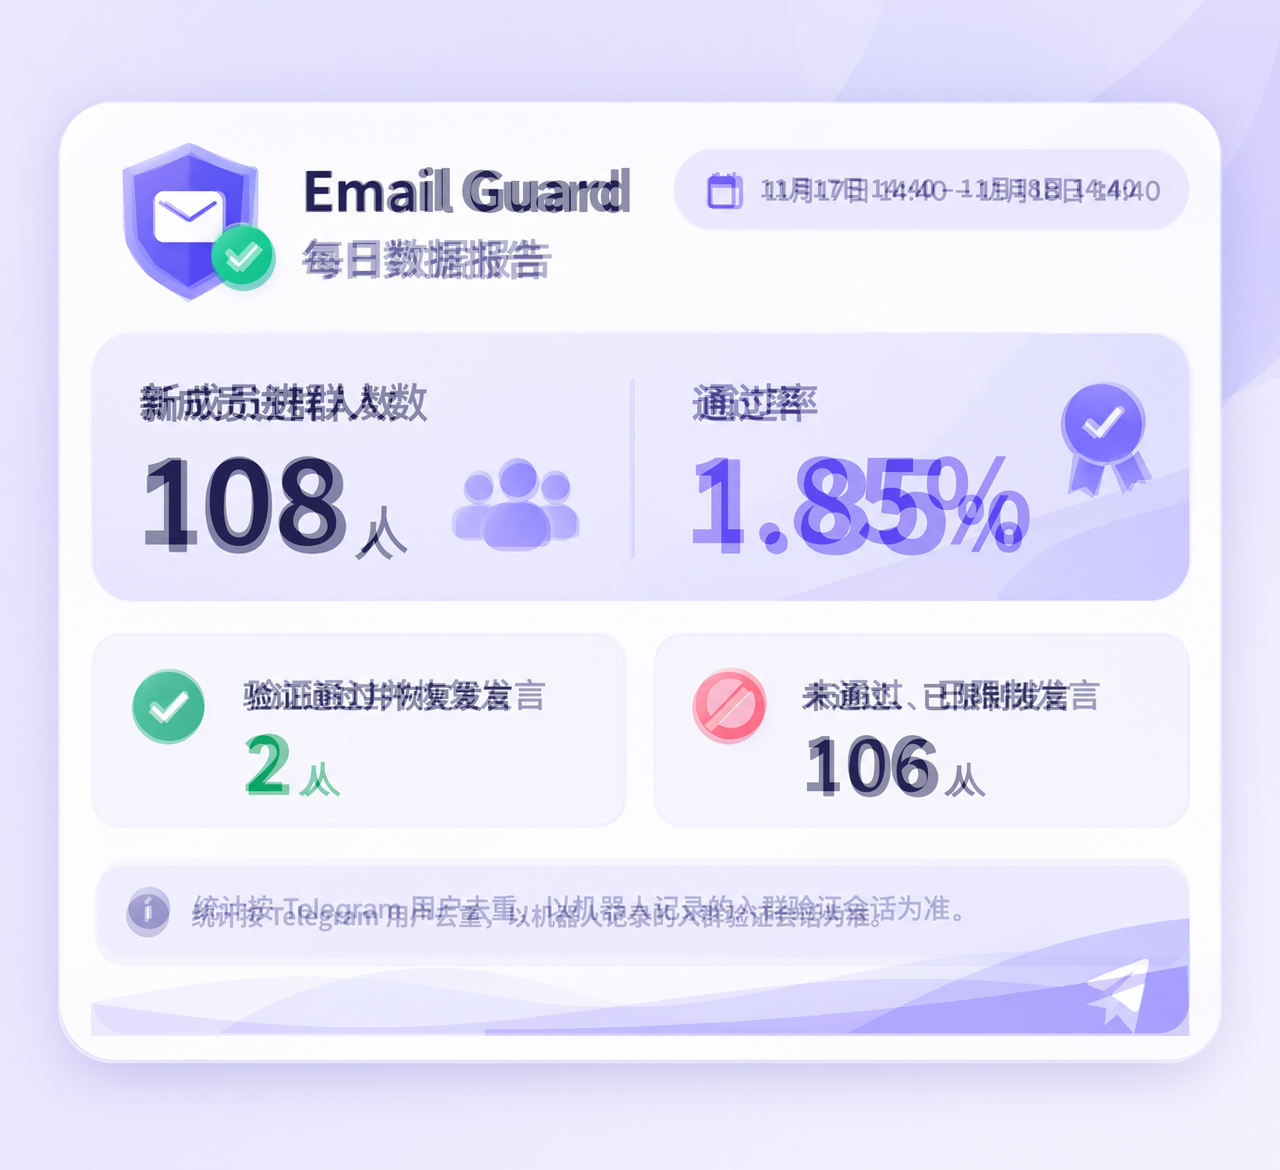 Email Guard
每日数据报告
11月17日 14:40 – 11月18日 14:40
新成员进群人数
108 人
通过率
1.85%
验证通过并恢复发言
2 人
未通过、已限制发言
106 人
统计按 Telegram 用户去重，以机器人记录的入群验证会话为准。